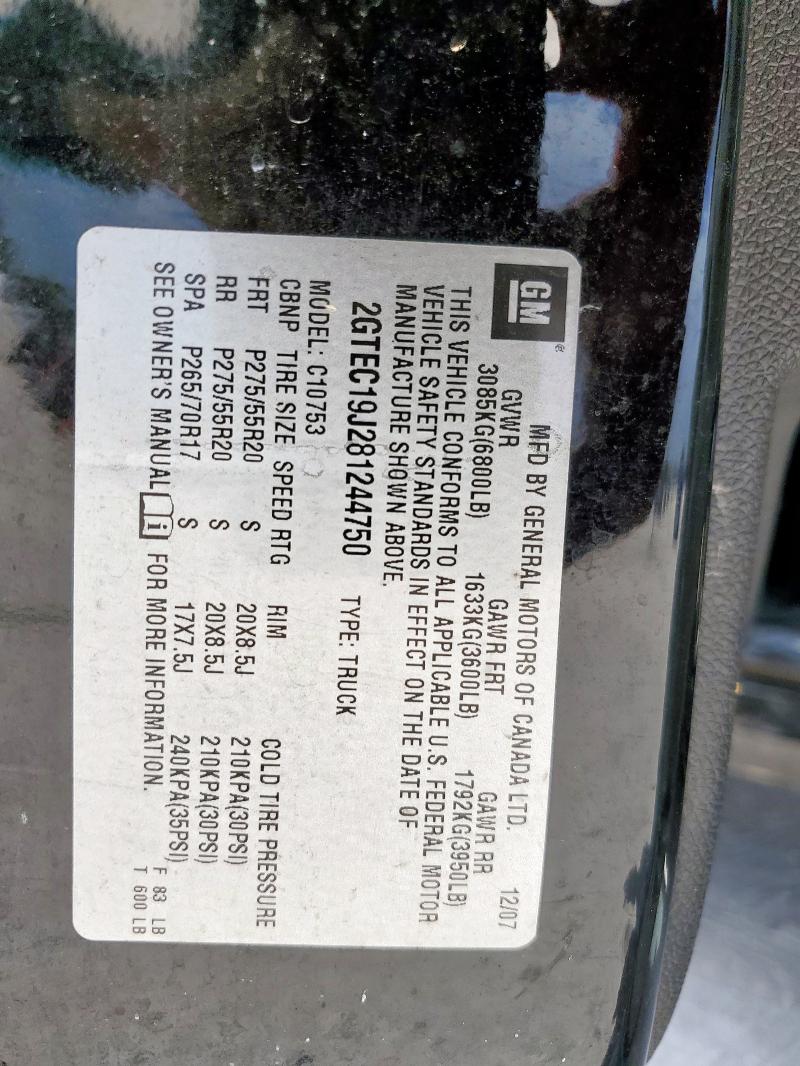 GM ®
MFD BY GENERAL MOTORS OF CANADA LTD. 12/07
GVWR GAWR FRT GAWR RR
3085KG(6800LB) 1633KG(3600LB) 1792KG(3950LB)
THIS VEHICLE CONFORMS TO ALL APPLICABLE U.S. FEDERAL MOTOR
VEHICLE SAFETY STANDARDS IN EFFECT ON THE DATE OF
MANUFACTURE SHOWN ABOVE.
2GTEC19J281244750 TYPE: TRUCK
MODEL: C10753
CBNP TIRE SIZE SPEED RTG RIM COLD TIRE PRESSURE
FRT P275/55R20 S 20X8.5J 210KPA(30PSI)
RR P275/55R20 S 20X8.5J 210KPA(30PSI)
SPA P265/70R17 S 17X7.5J 240KPA(35PSI)
SEE OWNER'S MANUAL i FOR MORE INFORMATION.
F 83 LB
T 600 LB